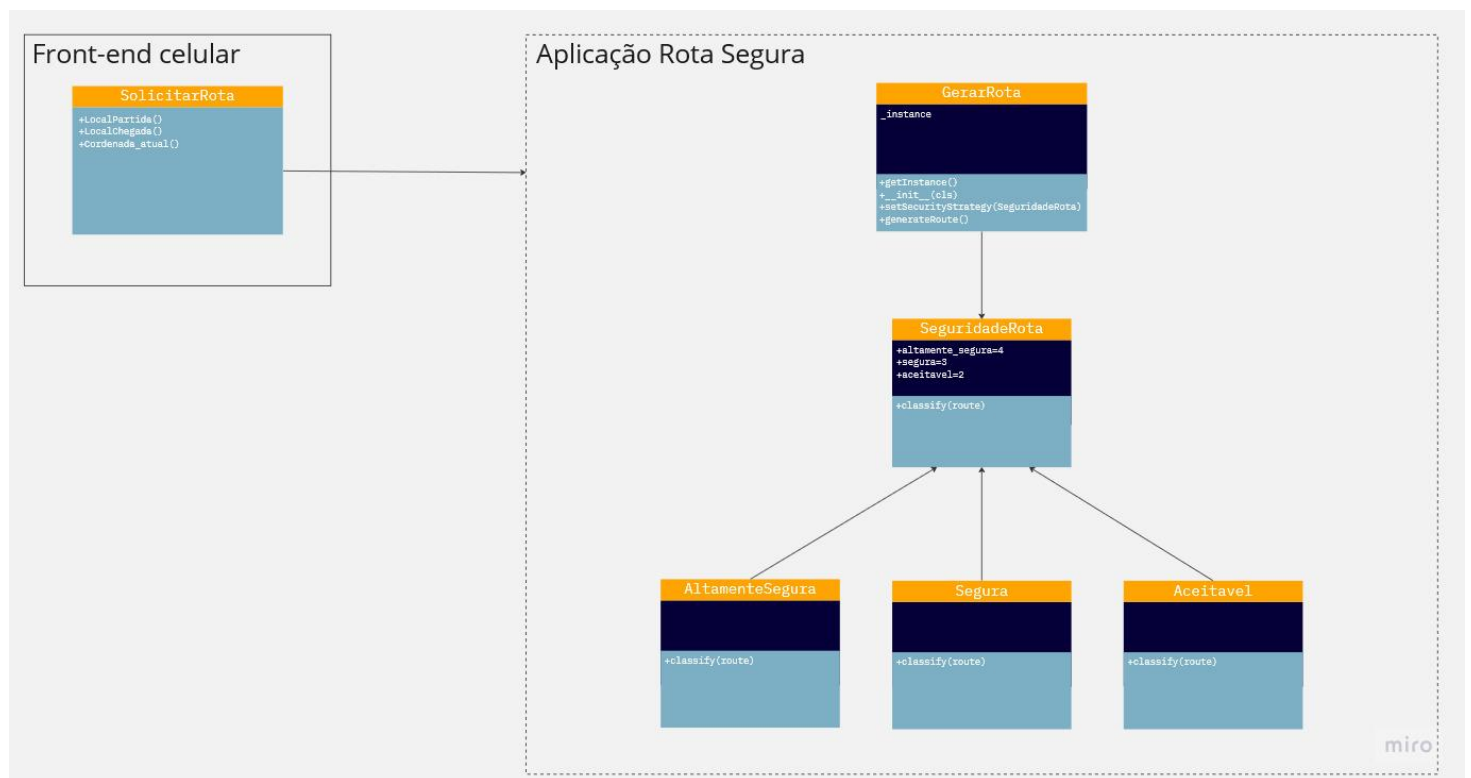 Front-end celular
SolicitarRota
+LocalPartida()
+LocalChegada()
+Cordenada_atual()
Aplicação Rota Segura
GerarRota
_instance
+getInstance()
+__init__(cls)
+setSecurityStrategy(SeguridadeRota)
+generateRoute()
SeguridadeRota
+altamente_segura=4
+segura=3
+aceitavel=2
+classify(route)
AltamenteSegura
+classify(route)
Segura
+classify(route)
Aceitavel
+classify(route)
miro